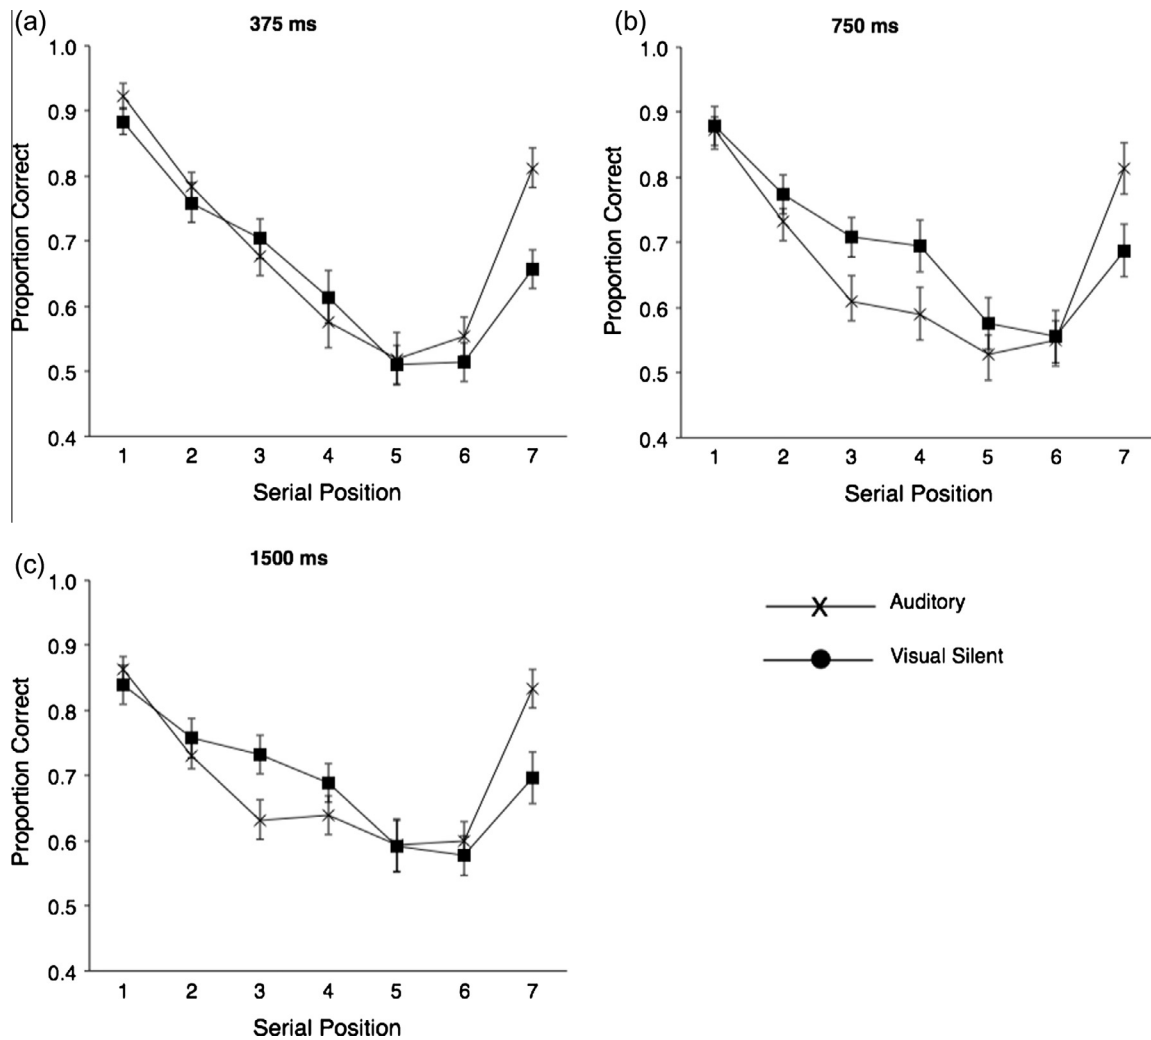 (a)
375 ms
1.0
0.9
0.8
0.7
0.6
0.5
0.4
Proportion Correct
1 2 3 4 5 6 7
Serial Position
(b)
750 ms
1.0
0.9
0.8
0.7
0.6
0.5
0.4
Proportion Correct
1 2 3 4 5 6 7
Serial Position
(c)
1500 ms
1.0
0.9
0.8
0.7
0.6
0.5
0.4
Proportion Correct
1 2 3 4 5 6 7
Serial Position
Auditory
Visual Silent